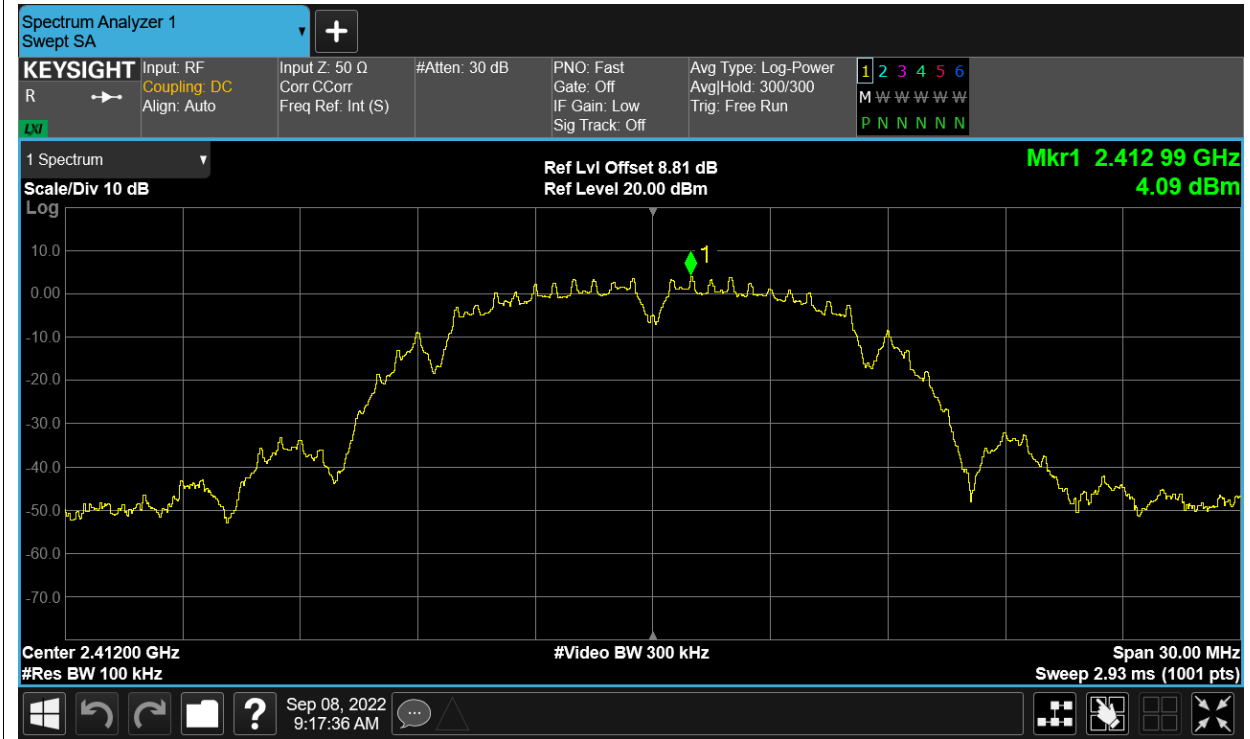 Spectrum Analyzer 1
Swept SA
▼
+
KEYSIGHT
R
LXI
Input: RF
Coupling: DC
Align: Auto
Input Z: 50 Ω
Corr CCorr
Freq Ref: Int (S)
#Atten: 30 dB
PNO: Fast
Gate: Off
IF Gain: Low
Sig Track: Off
Avg Type: Log-Power
Avg|Hold: 300/300
Trig: Free Run
1 2 3 4 5 6
M W W W W W
P N N N N N
1 Spectrum ▼
Scale/Div 10 dB
Log
Ref Lvl Offset 8.81 dB
Ref Level 20.00 dBm
Mkr1 2.412 99 GHz
4.09 dBm
1
10.0
0.00
-10.0
-20.0
-30.0
-40.0
-50.0
-60.0
-70.0
Center 2.41200 GHz
#Res BW 100 kHz
#Video BW 300 kHz
Span 30.00 MHz
Sweep 2.93 ms (1001 pts)
?
Sep 08, 2022
9:17:36 AM